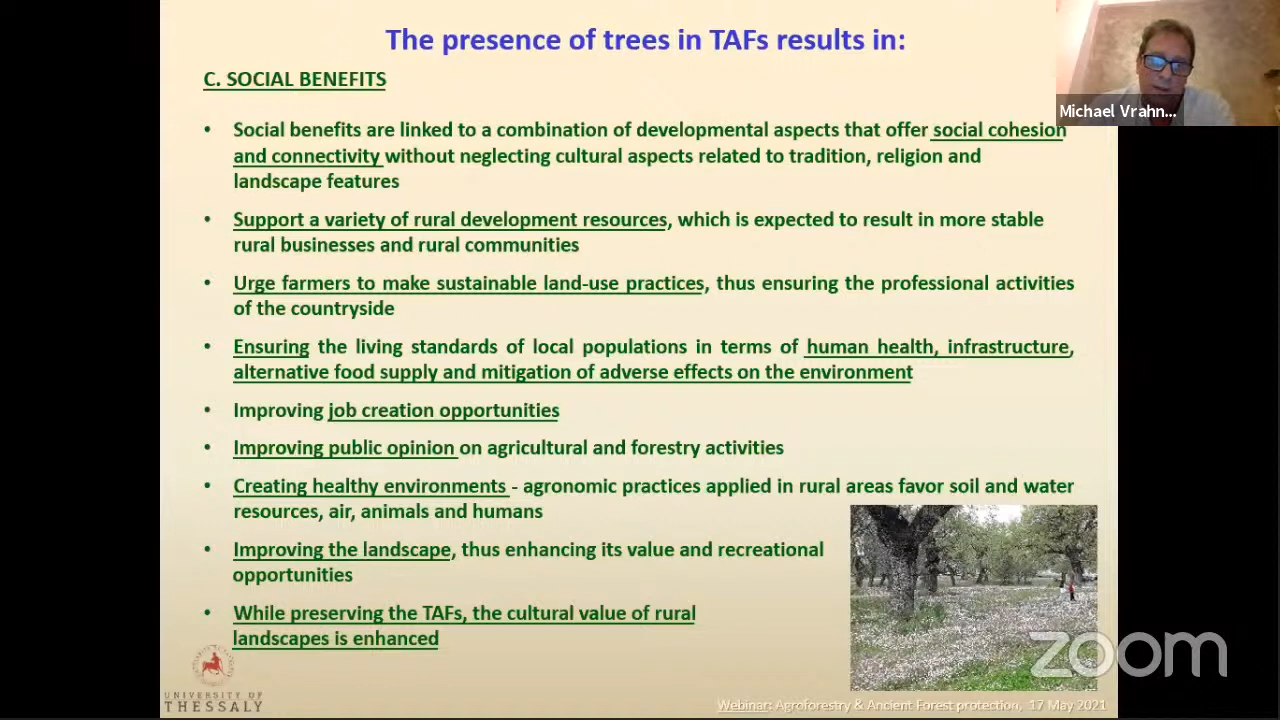 The presence of trees in TAFs results in:
C. SOCIAL BENEFITS
Michael Vrahn...
• Social benefits are linked to a combination of developmental aspects that offer social cohesion
and connectivity without neglecting cultural aspects related to tradition, religion and
landscape features
• Support a variety of rural development resources, which is expected to result in more stable
rural businesses and rural communities
• Urge farmers to make sustainable land-use practices, thus ensuring the professional activities
of the countryside
• Ensuring the living standards of local populations in terms of human health, infrastructure,
alternative food supply and mitigation of adverse effects on the environment
• Improving job creation opportunities
• Improving public opinion on agricultural and forestry activities
• Creating healthy environments - agronomic practices applied in rural areas favor soil and water
resources, air, animals and humans
• Improving the landscape, thus enhancing its value and recreational
opportunities
• While preserving the TAFs, the cultural value of rural
landscapes is enhanced
zoom
UNIVERSITY OF
THESSALY
Webinar: Agroforestry & Ancient Forest protection, 17 May 2021